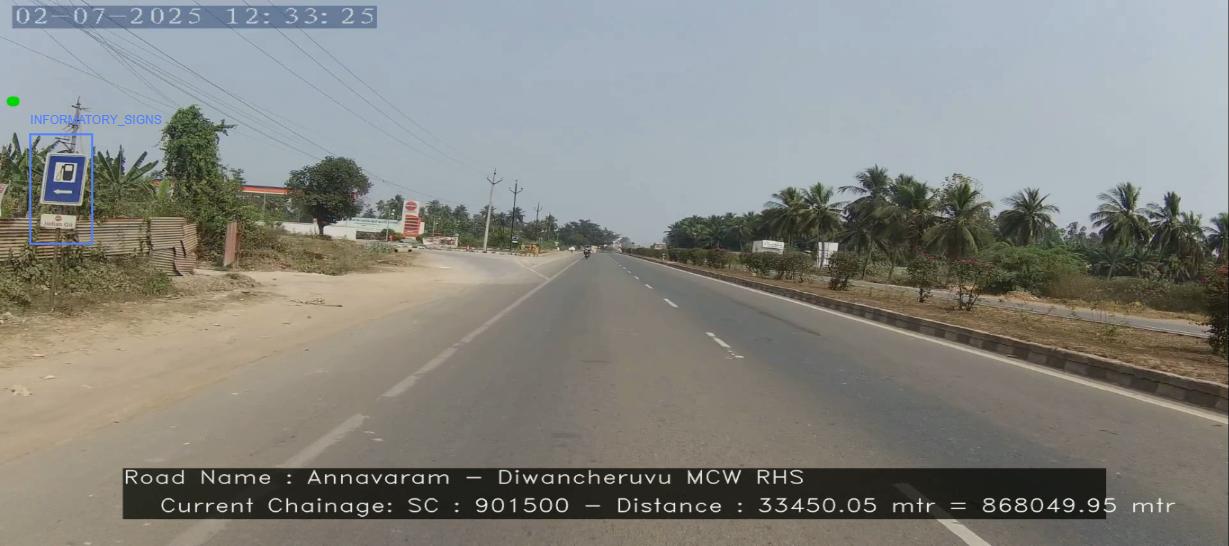 02-07-2025 12:33:25
INFORMATORY_SIGNS
Indian Oil
Road Name : Annavaram - Diwancheruvu MCW RHS
Current Chainage: SC : 901500 - Distance : 33450.05 mtr = 868049.95 mtr